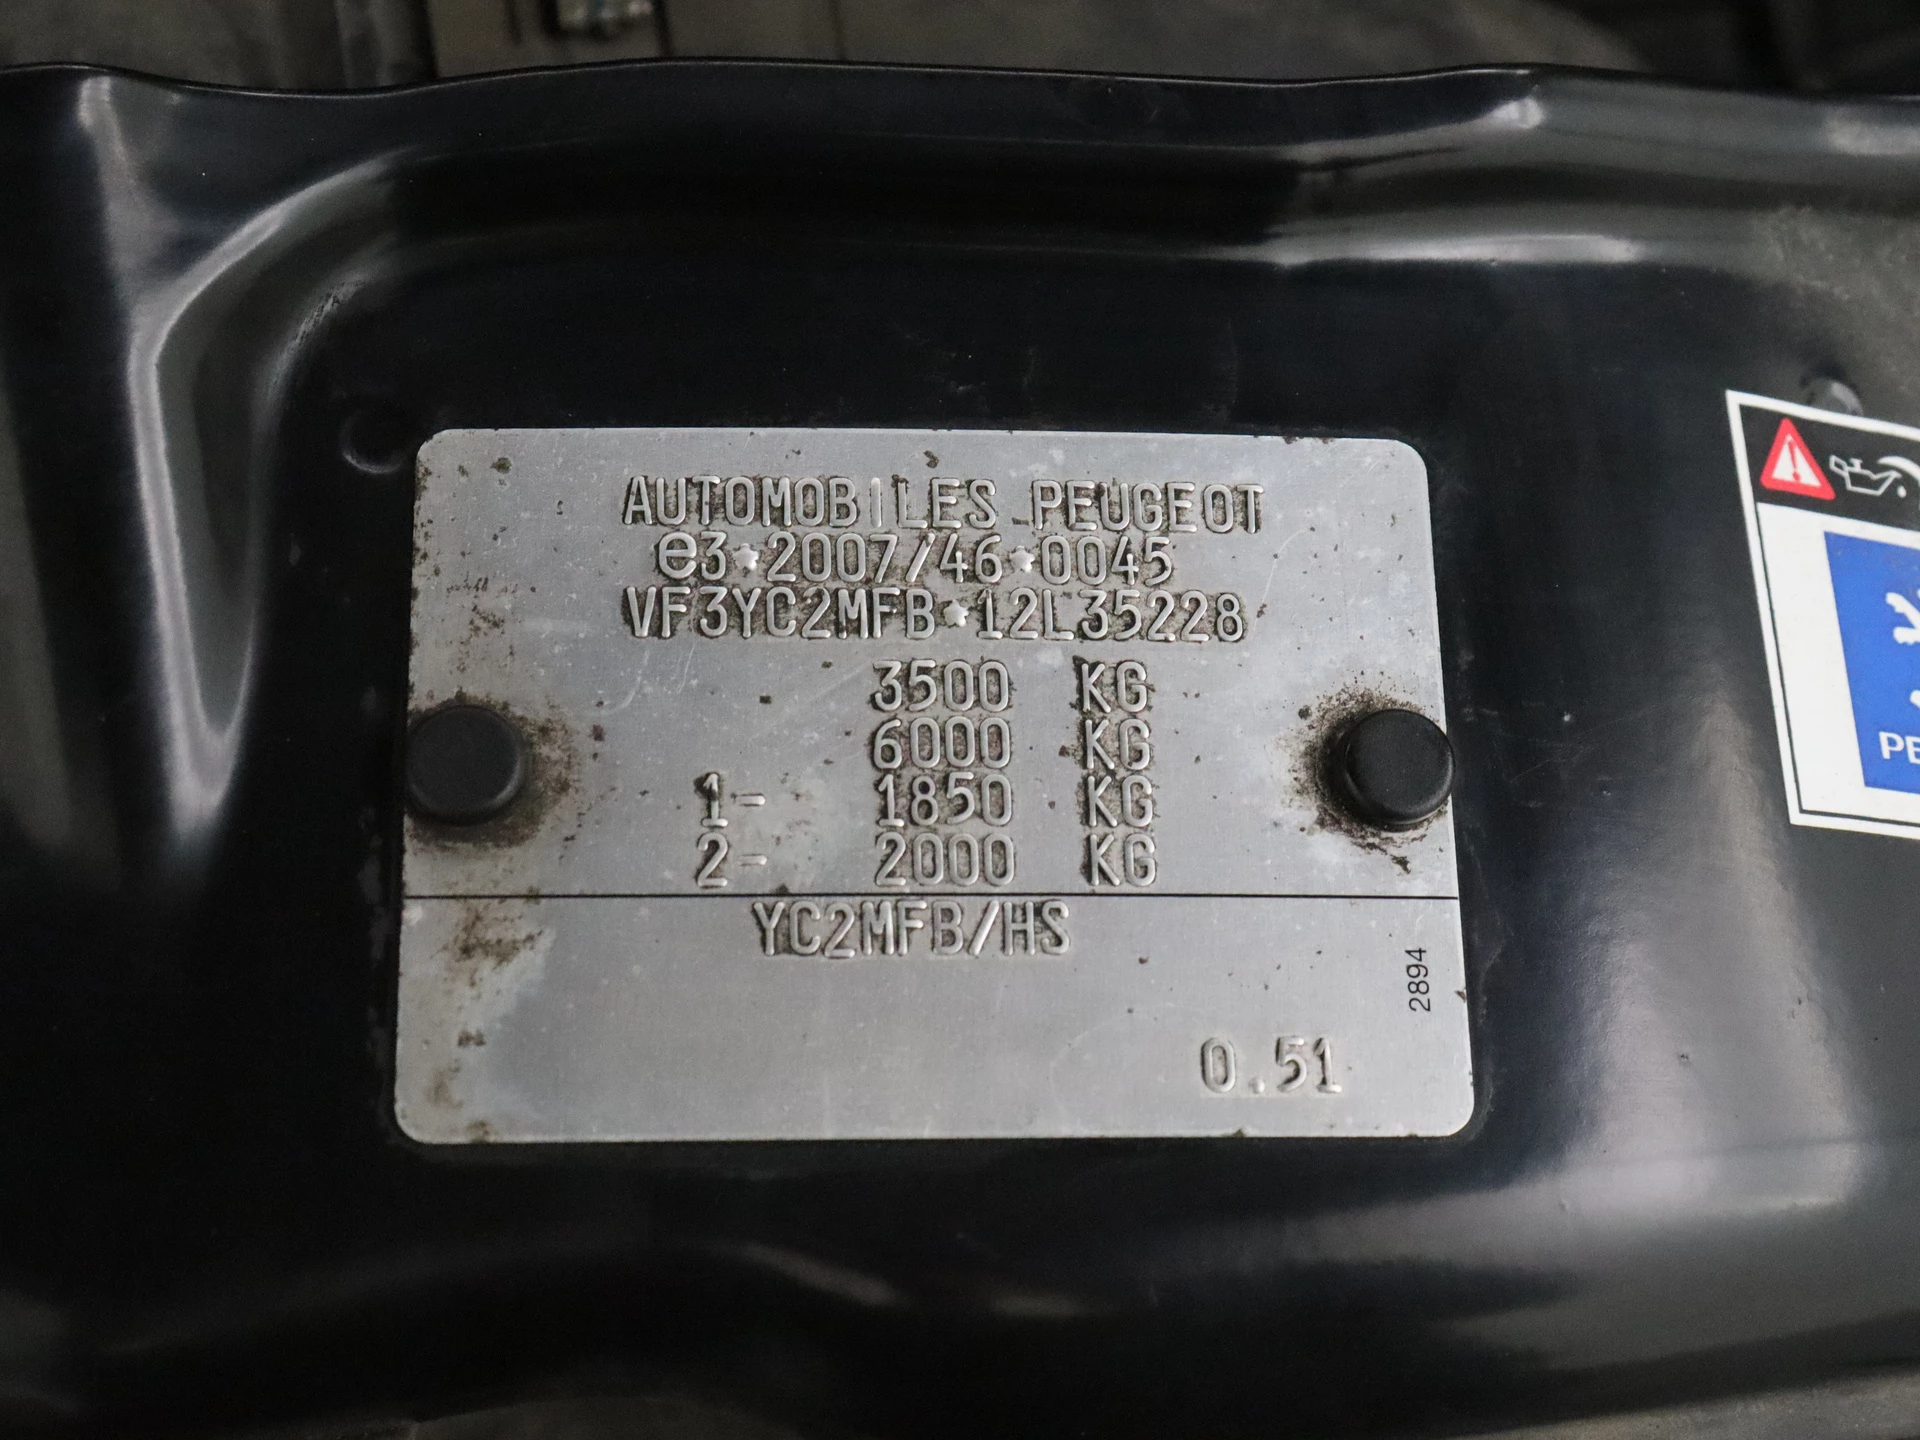 AUTOMOBILES PEUGEOT
e3*2007/46*0045
VF3YC2MFB*12L35228
3500 KG
6000 KG
1- 1850 KG
2- 2000 KG
YC2MFB/HS
2894
0.51